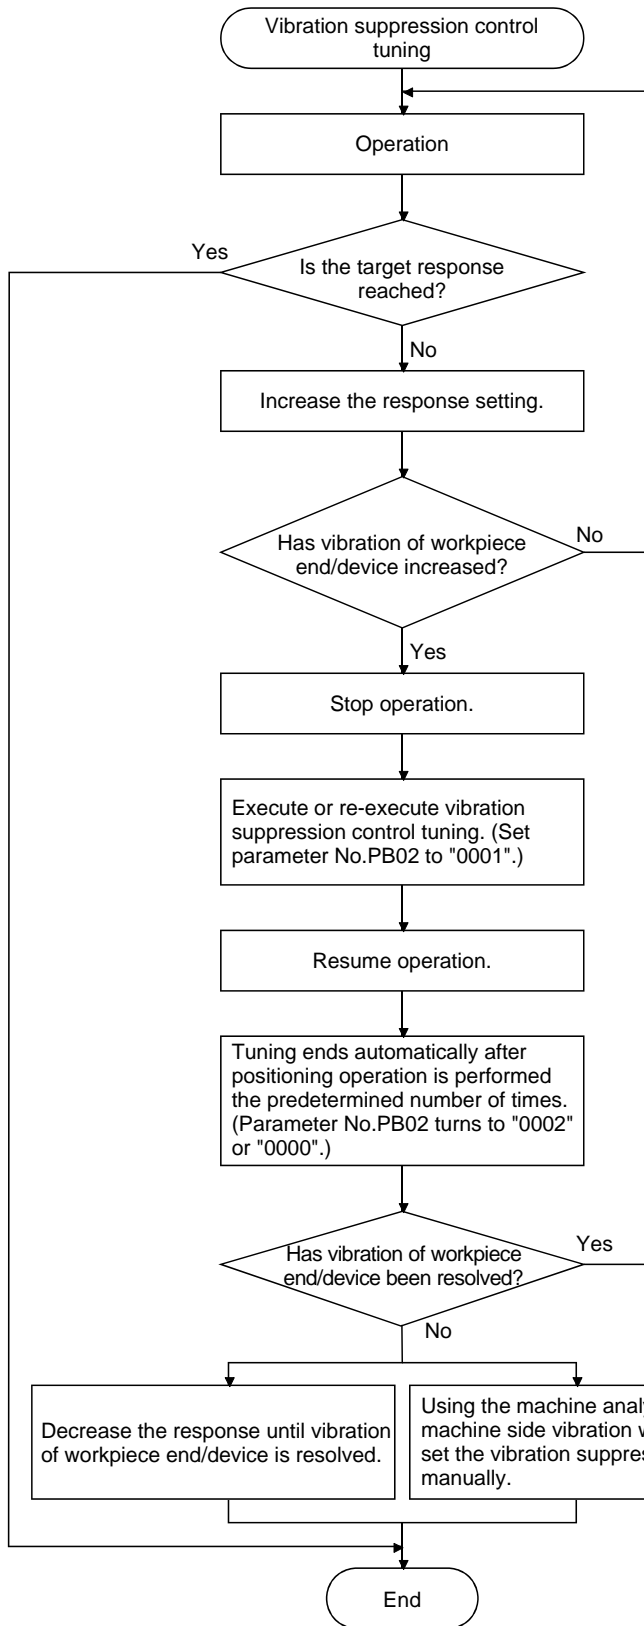 Vibration suppression control
tuning
Operation
Yes
Is the target response
reached?
No
Increase the response setting.
Has vibration of workpiece
end/device increased?
No
Yes
Stop operation.
Execute or re-execute vibration
suppression control tuning. (Set
parameter No.PB02 to "0001".)
Resume operation.
Tuning ends automatically after
positioning operation is performed
the predetermined number of times.
(Parameter No.PB02 turns to "0002"
or "0000".)
Has vibration of workpiece
end/device been resolved?
Yes
No
Decrease the response until vibration
of workpiece end/device is resolved.
Using the machine
machine side vibration
set the vibration
manually.
End